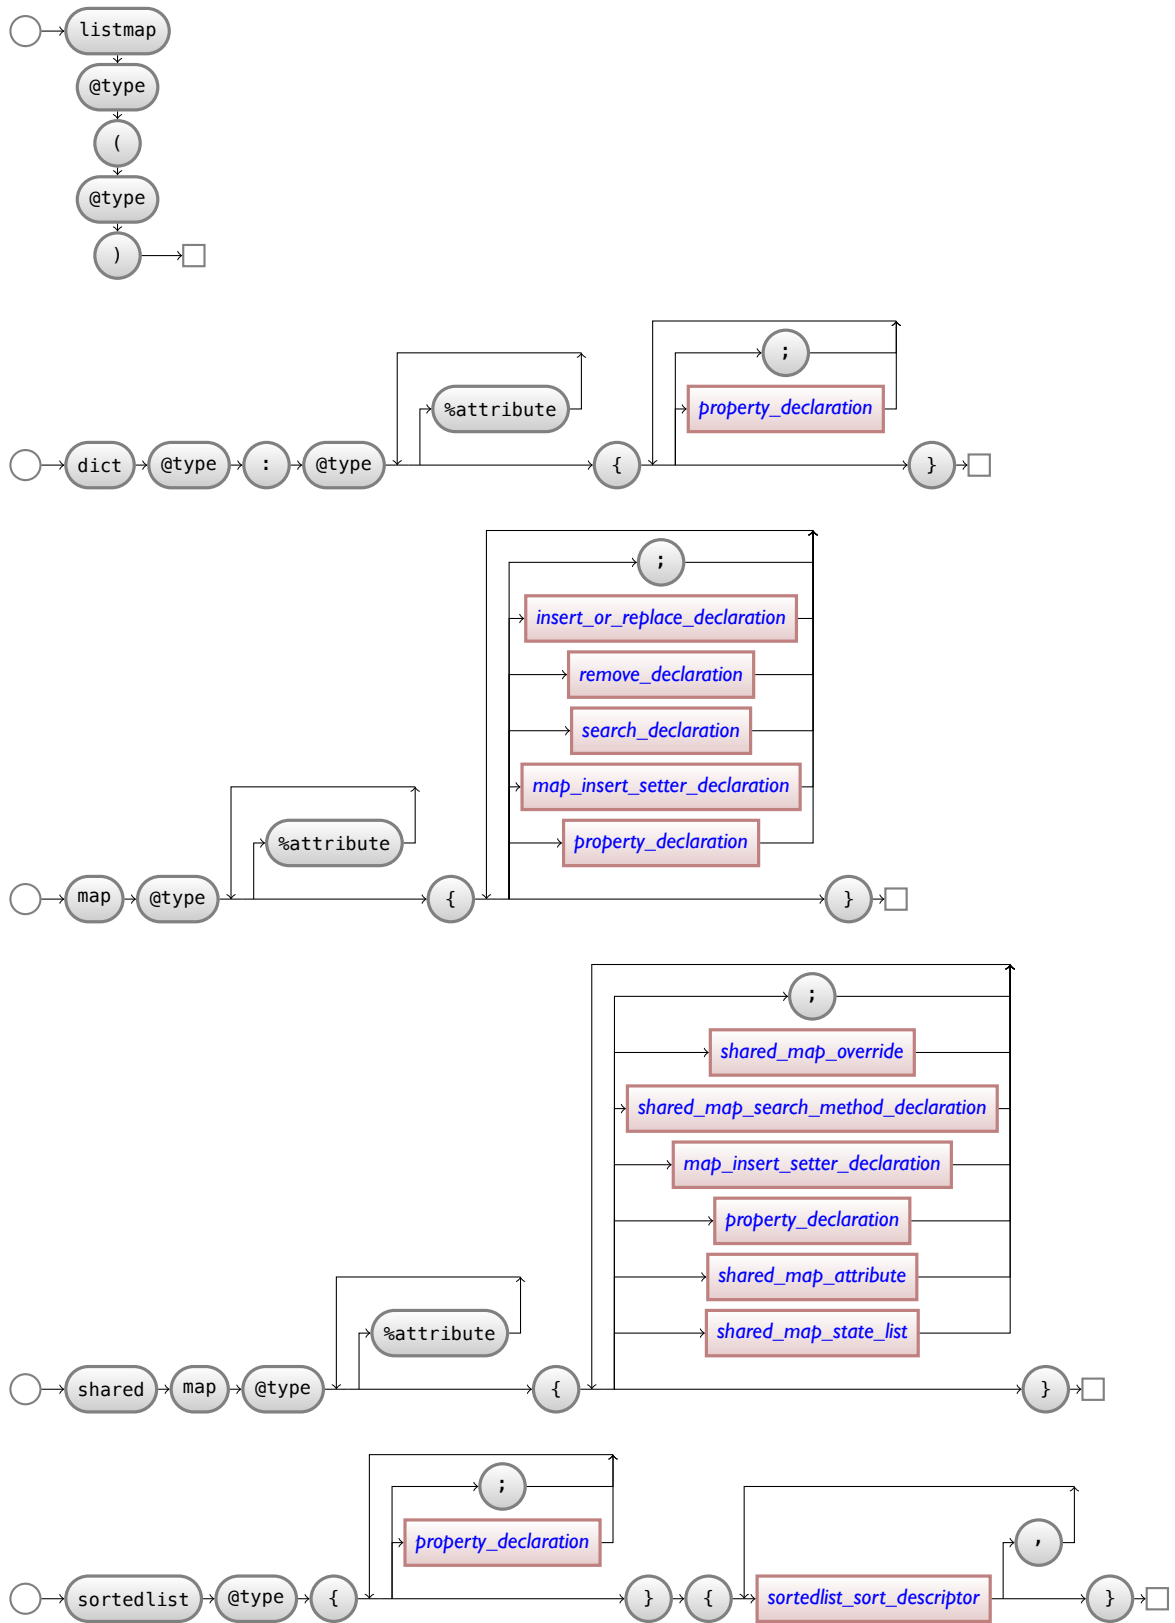 listmap
@type
(
@type
)
;
%attribute property_declaration
dict @type : @type { }
;
insert_or_replace_declaration
remove_declaration
search_declaration
map_insert_setter_declaration
%attribute property_declaration
map @type { }
;
shared_map_override
shared_map_search_method_declaration
map_insert_setter_declaration
property_declaration
shared_map_attribute
%attribute shared_map_state_list
shared map @type { }
;
property_declaration ,
sortedlist @type { } { sortedlist_sort_descriptor }